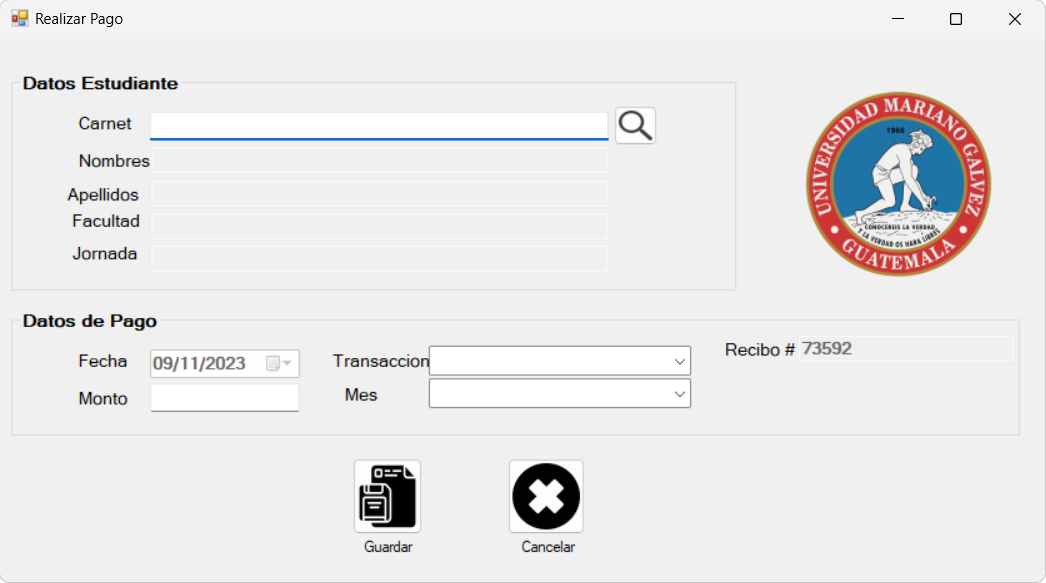 Realizar Pago
Datos Estudiante
Carnet
Nombres
Apellidos
Facultad
Jornada
UNIVERSIDAD MARIANO GALVEZ
1966
CONOCEREIS LA VERDAD
Y LA VERDAD OS HARA LIBRES
GUATEMALA
Datos de Pago
Fecha 09/11/2023 Transaccion Recibo # 73592
Monto Mes
Guardar Cancelar